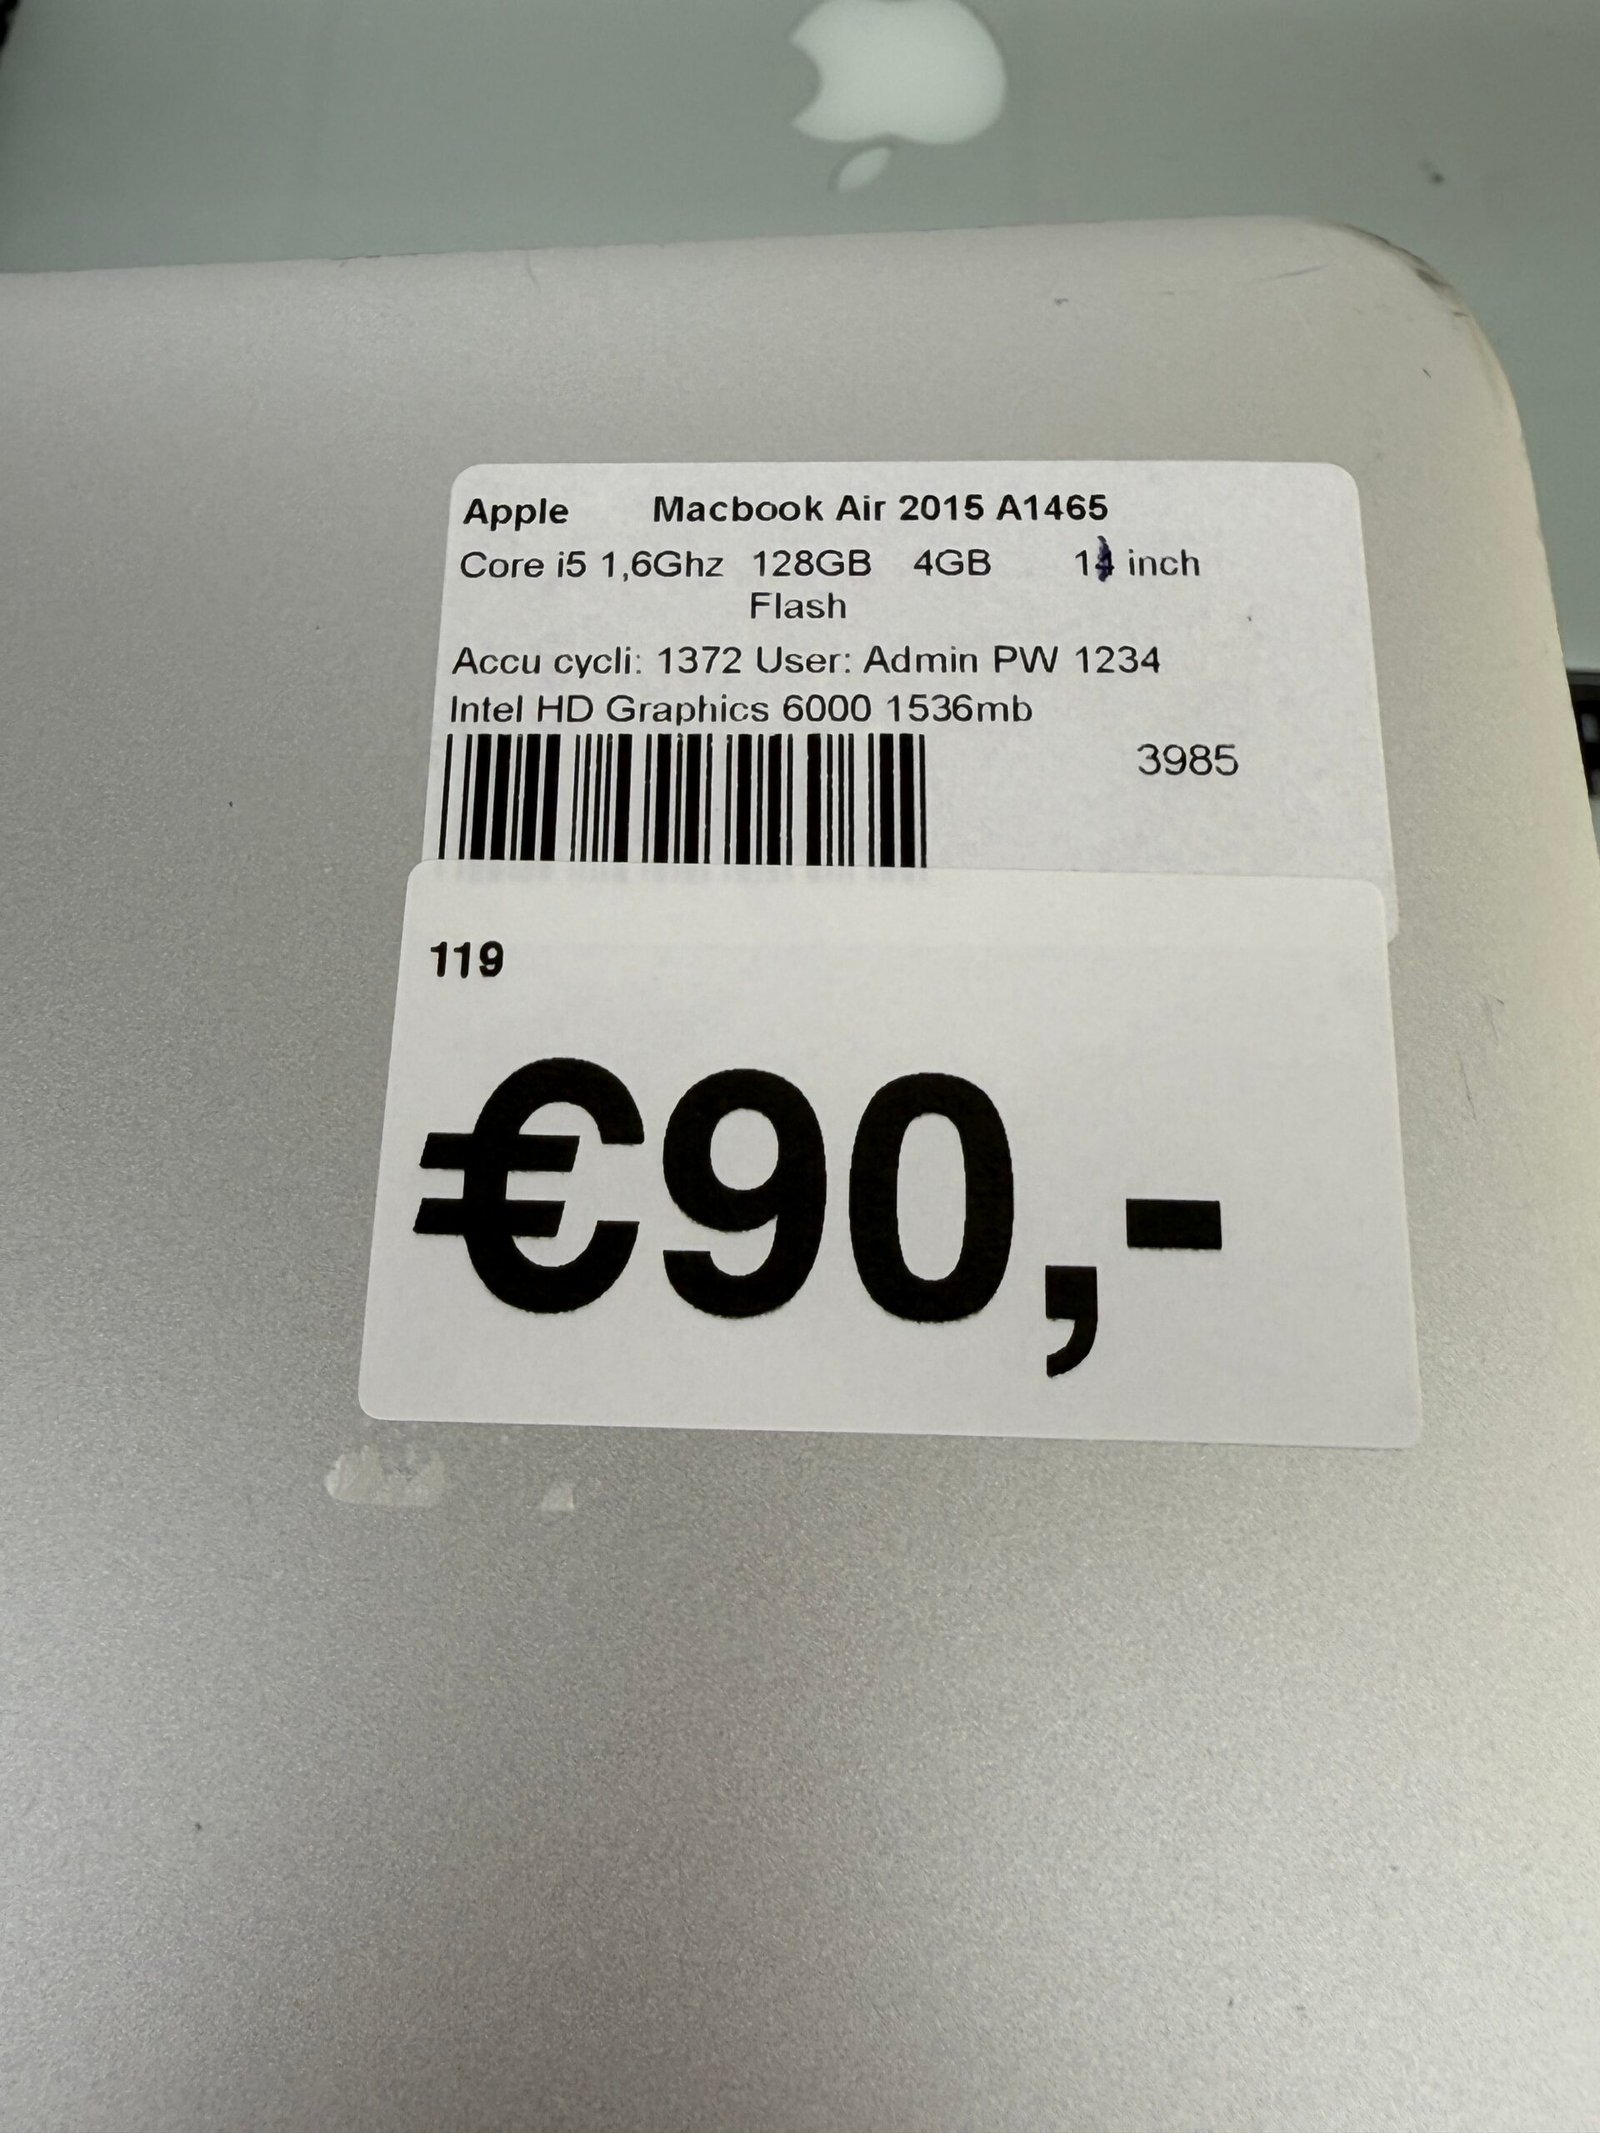 Apple Macbook Air 2015 A1465
Core i5 1,6Ghz 128GB 4GB inch
Flash
Accu cycli: 1372 User: Admin PW 1234
Intel HD Graphics 6000 1536mb
3985
119
€90,-